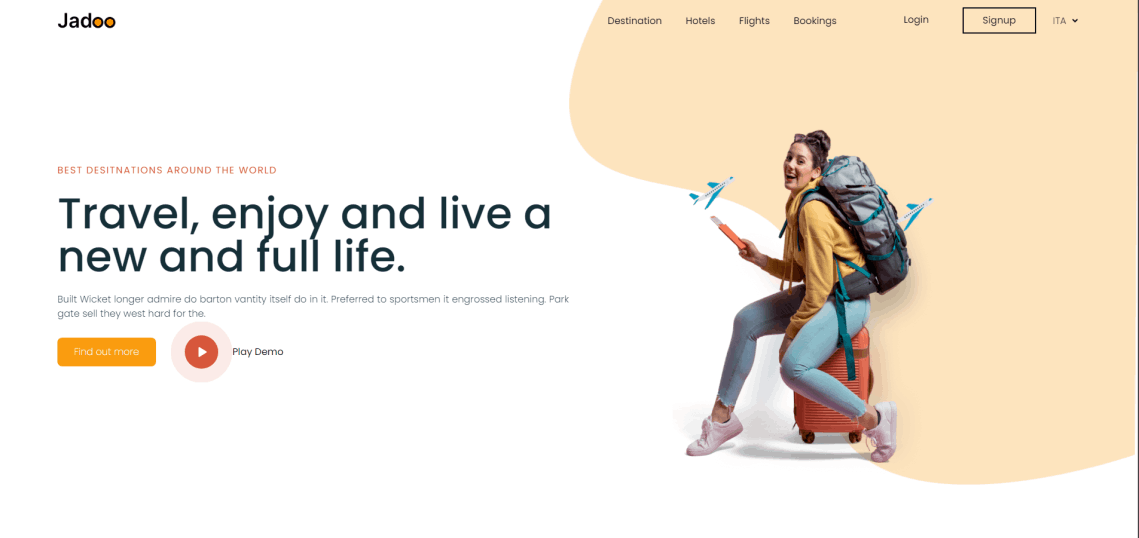 Jadoo
Destination Hotels Flights Bookings Login Signup ITA
BEST DESITNATIONS AROUND THE WORLD
Travel, enjoy and live a
new and full life.
Built Wicket longer admire do barton vantity itself do in it. Preferred to sportsmen it engrossed listening. Park
gate sell they west hard for the.
Find out more
Play Demo